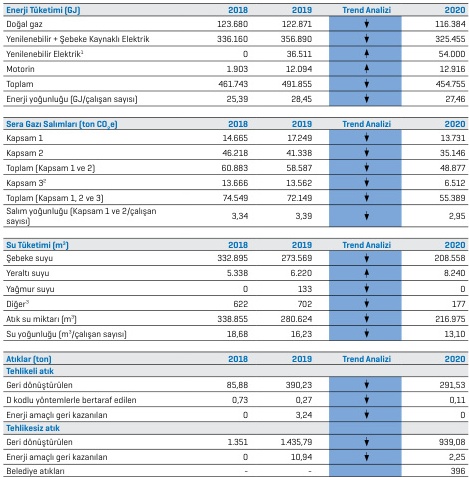 Enerji Tüketimi (GJ) 2018 2019 Trend Analizi 2020
Doğal gaz 123.680 122.871 116.384
Yenilenebilir + Şebeke Kaynaklı Elektrik 336.160 356.890 325.455
Yenilenebilir Elektrik¹ 0 36.511 54.000
Motorin 1.903 12.094 12.916
Toplam 461.743 491.855 454.755
Enerji yoğunluğu (GJ/çalışan sayısı) 25,39 28,45 27,46
Sera Gazı Salımları (ton CO₂e) 2018 2019 Trend Analizi 2020
Kapsam 1 14.665 17.249 13.731
Kapsam 2 46.218 41.338 35.146
Toplam (Kapsam 1 ve 2) 60.883 58.587 48.877
Kapsam 3² 13.666 13.562 6.512
Toplam (Kapsam 1, 2 ve 3) 74.549 72.149 55.389
Salım yoğunluğu (Kapsam 1 ve 2/çalışan
sayısı) 3,34 3,39 2,95
Su Tüketimi (m³) 2018 2019 Trend Analizi 2020
Şebeke suyu 332.895 273.569 208.558
Yeraltı suyu 5.338 6.220 8.240
Yağmur suyu 0 133 0
Diğer³ 622 702 177
Atık su miktarı (m³) 338.855 280.624 216.975
Su yoğunluğu (m³/çalışan sayısı) 18,68 16,23 13,10
Atıklar (ton) 2018 2019 Trend Analizi 2020
Tehlikeli atık
Geri dönüştürülen 85,88 390,23 291,53
D kodlu yöntemlerle bertaraf edilen 0,73 0,27 0,11
Enerji amaçlı geri kazanılan 0 3,24 0
Tehlikesiz atık
Geri dönüştürülen 1.351 1.435,79 939,08
Enerji amaçlı geri kazanılan 0 10,94 2,25
Belediye atıkları - - 396